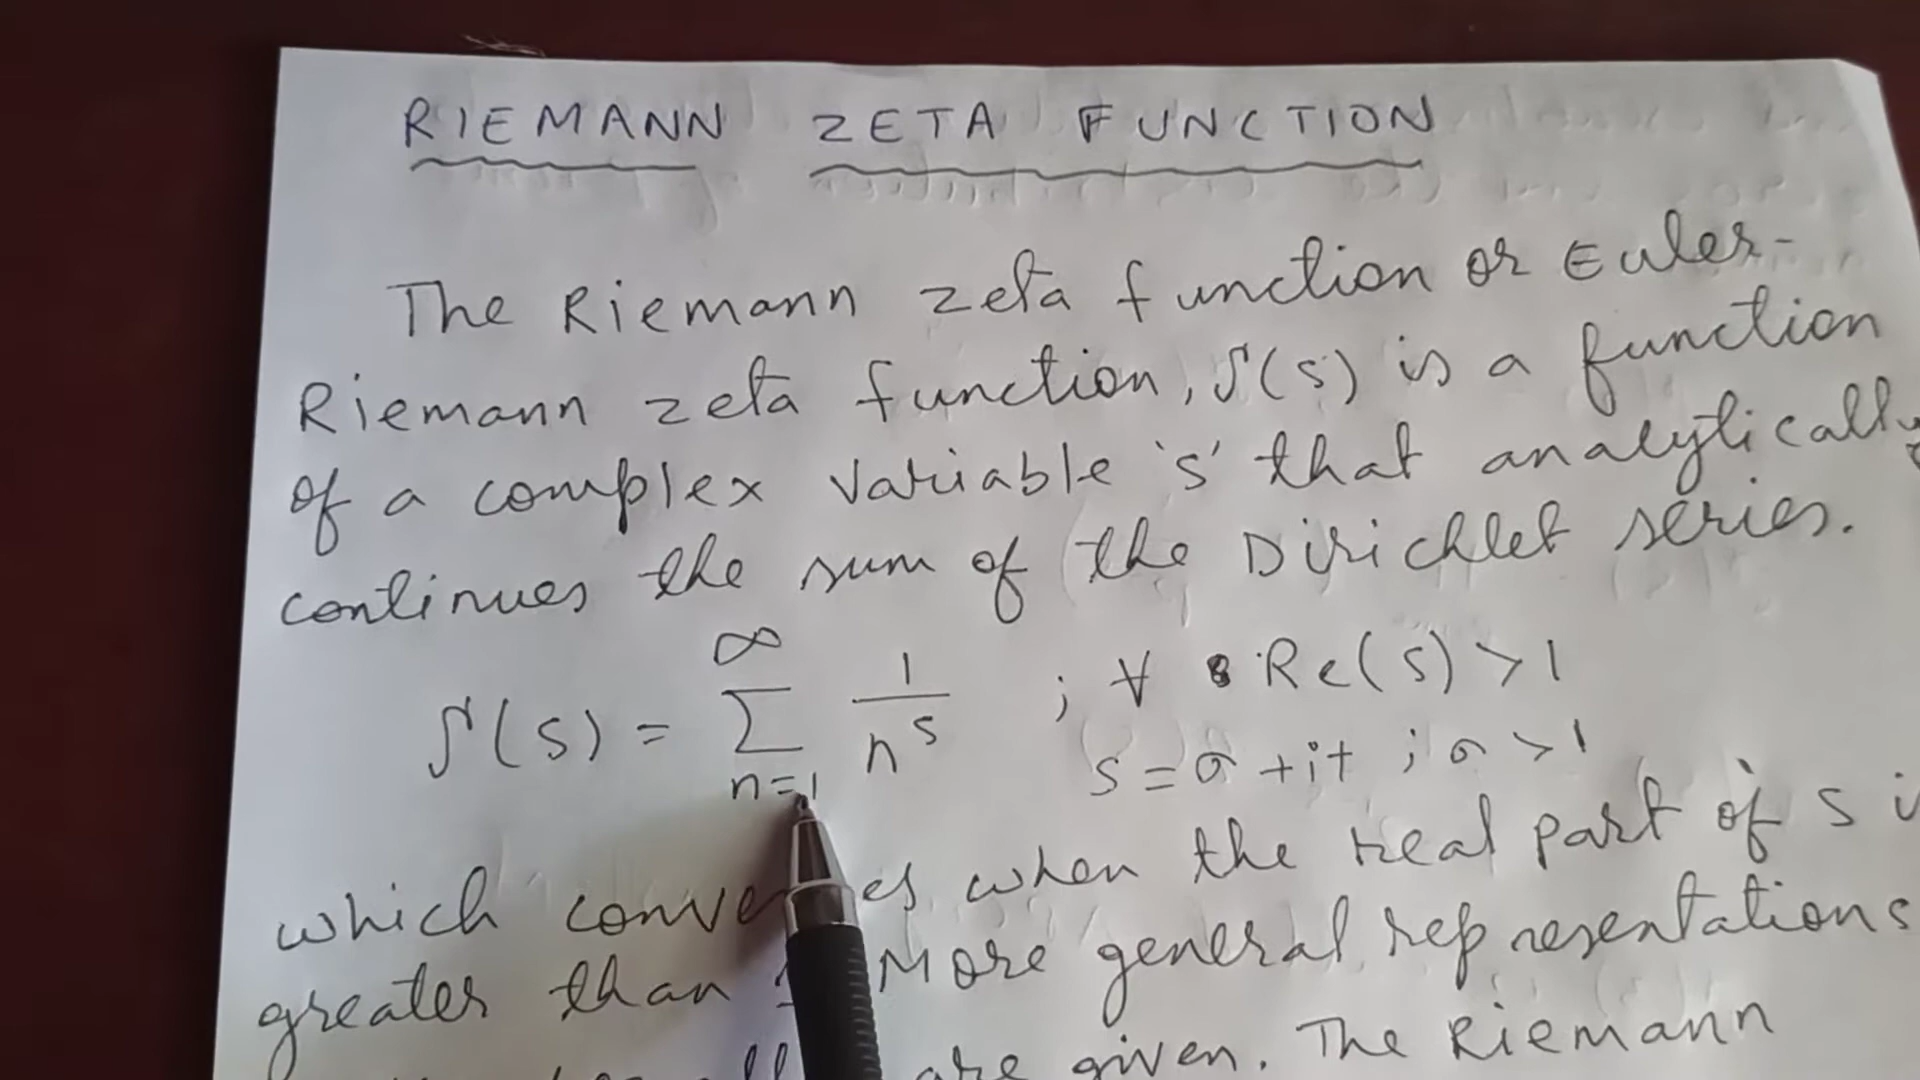 RIEMANN ZETA FUNCTION
The Riemann zeta function or Euler-
Riemann zeta function, ζ(s) is a function
of a complex variable 's' that analytically
continues the sum of the Dirichlet series.
ζ(s) = ∑_{n=1}^{∞} 1/n^s ; ∀ Re(s) > 1
s = σ + it ; σ > 1
which when the real part of s
greater than More general representations
are given. The Riemann